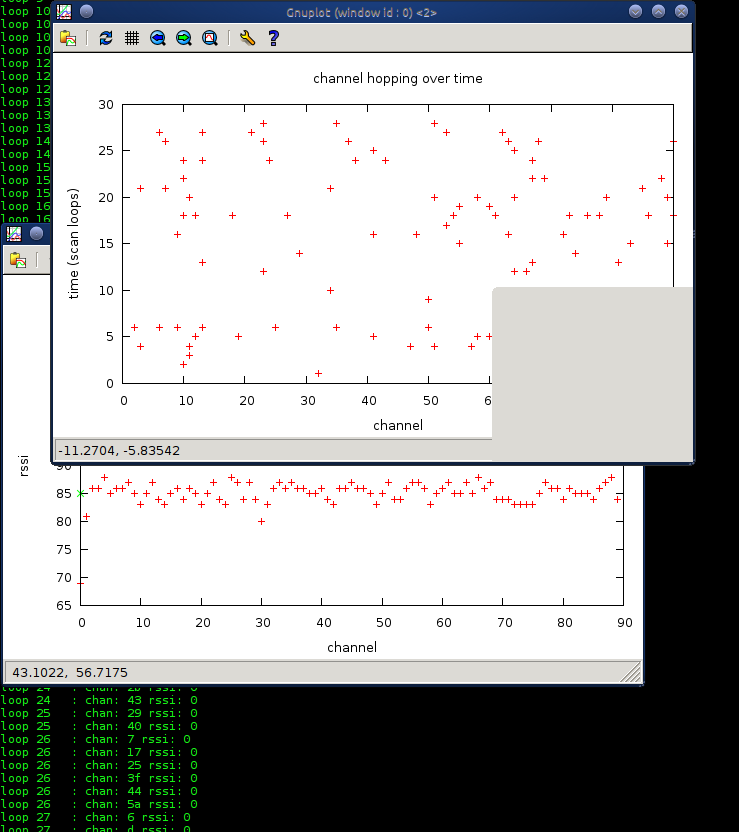 loop 10
loop 10
loop 10
loop 10
loop 12
loop 12
loop 12
loop 13
loop 13
loop 13
loop 14
loop 14
loop 15
loop 15
loop 15
loop 16
loop 16
Gnuplot (window id : 0) <2>
channel hopping over time
30
25
20
15
10
5
0
time (scan loops)
0 10 20 30 40 50
channel
-11.2704, -5.83542
rssi
90
85
80
75
70
65
0 10 20 30 40 50 60 70 80 90
channel
43.1022, 56.7175
loop 24 : chan: 2b rssi: 0
loop 24 : chan: 43 rssi: 0
loop 25 : chan: 29 rssi: 0
loop 25 : chan: 40 rssi: 0
loop 26 : chan: 7 rssi: 0
loop 26 : chan: 17 rssi: 0
loop 26 : chan: 25 rssi: 0
loop 26 : chan: 3f rssi: 0
loop 26 : chan: 44 rssi: 0
loop 26 : chan: 5a rssi: 0
loop 27 : chan: 6 rssi: 0
loop 27 : chan: d rssi: 0